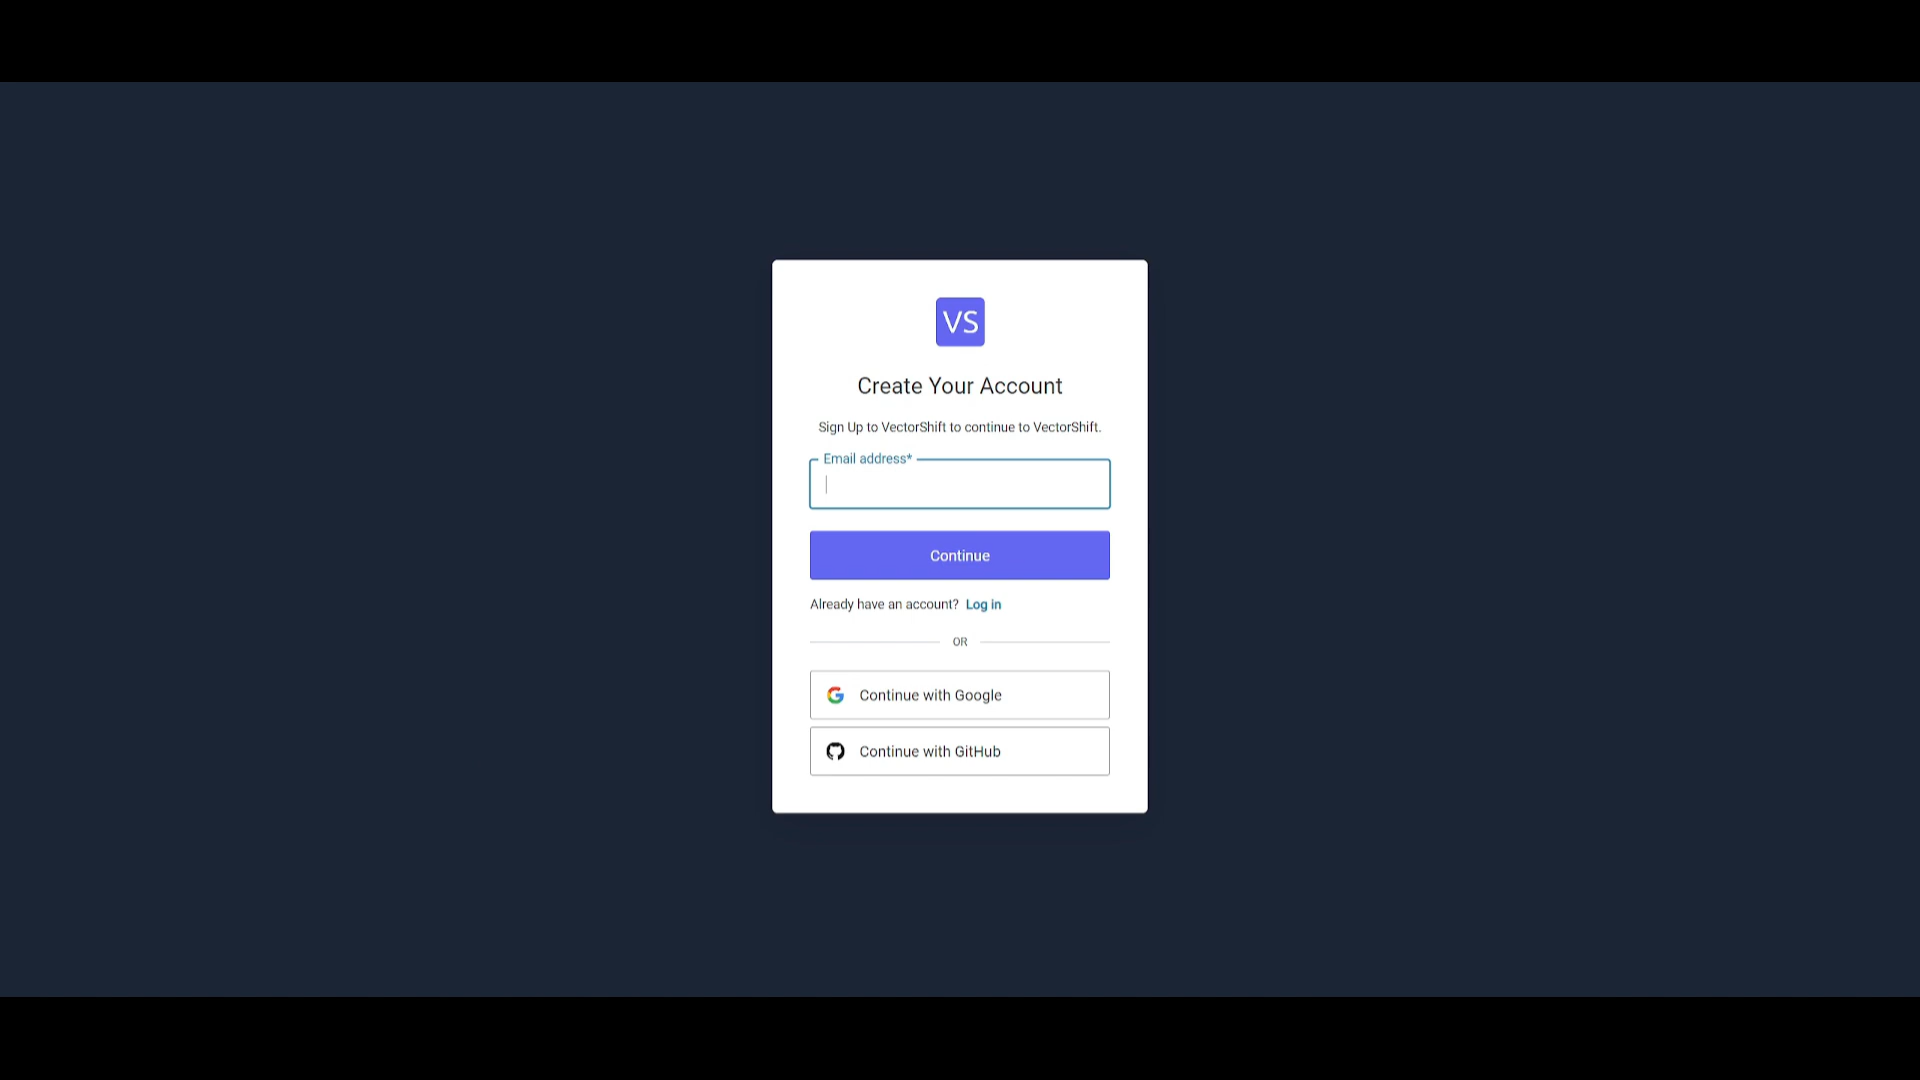 VS
Create Your Account
Sign Up to VectorShift to continue to VectorShift.
Email address*
Continue
Already have an account? Log in
OR
Continue with Google
Continue with GitHub